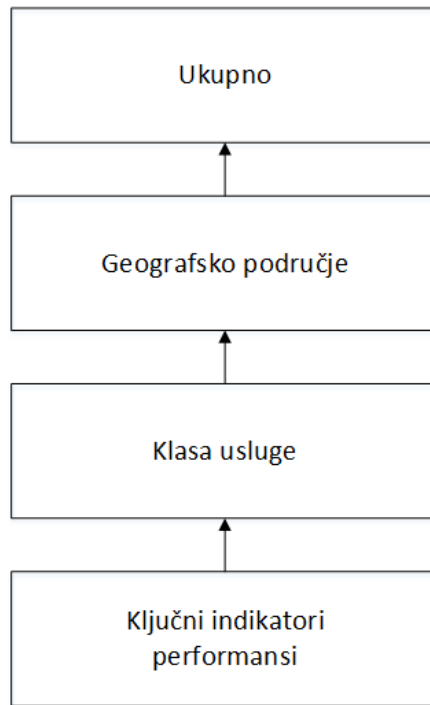 Ukupno
Geografsko područje
Klasa usluge
Ključni indikatori
performansi